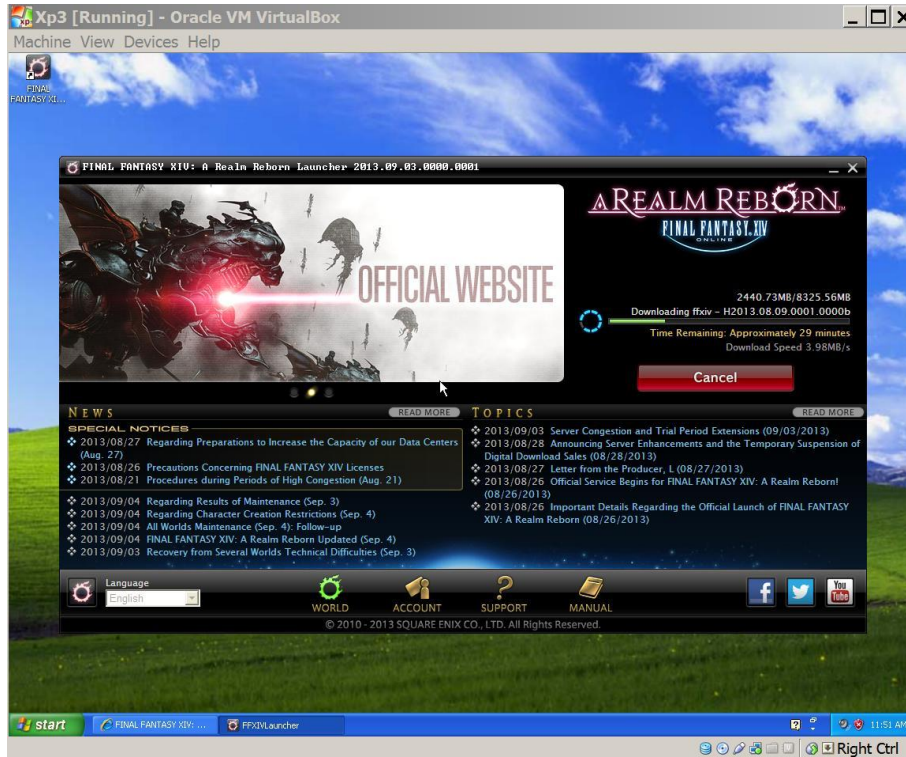 Xp3 [Running] - Oracle VM VirtualBox
Machine View Devices Help
FINAL
FANTASY XI...
FINAL FANTASY XIV: A Realm Reborn Launcher 2013.09.03.0000.0001
OFFICIAL WEBSITE
A REALM REBORN
FINAL FANTASY XIV
ONLINE
2440.73MB/8325.56MB
Downloading ffxiv - H2013.08.09.0001.0000b
Time Remaining: Approximately 29 minutes
Download Speed 3.98MB/s
Cancel
NEWS
READ MORE
SPECIAL NOTICES
2013/08/27 Regarding Preparations to Increase the Capacity of our Data Centers
(Aug. 27)
2013/08/26 Precautions Concerning FINAL FANTASY XIV Licenses
2013/08/21 Procedures during Periods of High Congestion (Aug. 21)
2013/09/04 Regarding Results of Maintenance (Sep. 3)
2013/09/04 Regarding Character Creation Restrictions (Sep. 4)
2013/09/04 All Worlds Maintenance (Sep. 4): Follow-up
2013/09/04 FINAL FANTASY XIV: A Realm Reborn Updated (Sep. 4)
2013/09/03 Recovery from Several Worlds Technical Difficulties (Sep. 3)
TOPICS
READ MORE
2013/09/03 Server Congestion and Trial Period Extensions (09/03/2013)
2013/08/28 Announcing Server Enhancements and the Temporary Suspension of
Digital Download Sales (08/28/2013)
2013/08/27 Letter from the Producer, L (08/27/2013)
2013/08/26 Official Service Begins for FINAL FANTASY XIV: A Realm Reborn!
(08/26/2013)
2013/08/26 Important Details Regarding the Official Launch of FINAL FANTASY
XIV: A Realm Reborn (08/26/2013)
Language
English
WORLD
ACCOUNT
SUPPORT
MANUAL
You
Tube
© 2010 - 2013 SQUARE ENIX CO., LTD. All Rights Reserved.
start
FINAL FANTASY XIV: ...
FFXIVLauncher
11:51 AM
Right Ctrl